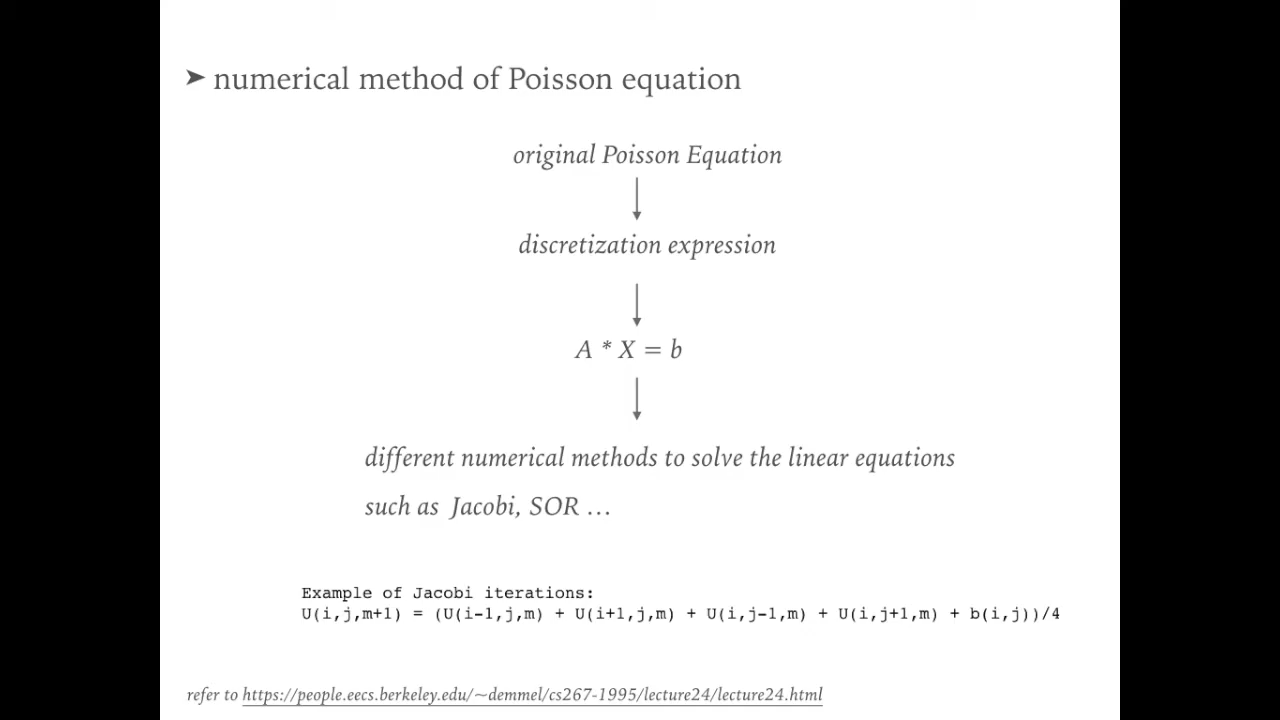 ➤ numerical method of Poisson equation
original Poisson Equation
discretization expression
A * X = b
different numerical methods to solve the linear equations
such as Jacobi, SOR …
Example of Jacobi iterations:
U(i,j,m+1) = (U(i-1,j,m) + U(i+1,j,m) + U(i,j-1,m) + U(i,j+1,m) + b(i,j))/4
refer to https://people.eecs.berkeley.edu/~demmel/cs267-1995/lecture24/lecture24.html